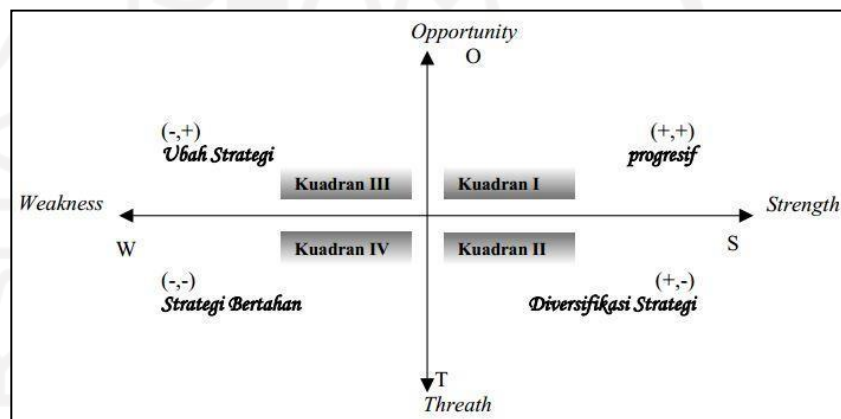 Opportunity
O
(-,+)
Ubah Strategi
(+,+)
progresif
Kuadran III
Kuadran I
Weakness
Strength
W
Kuadran IV
Kuadran II
S
(-,-)
Strategi Bertahan
(+,-)
Diversifikasi Strategi
T
Threath